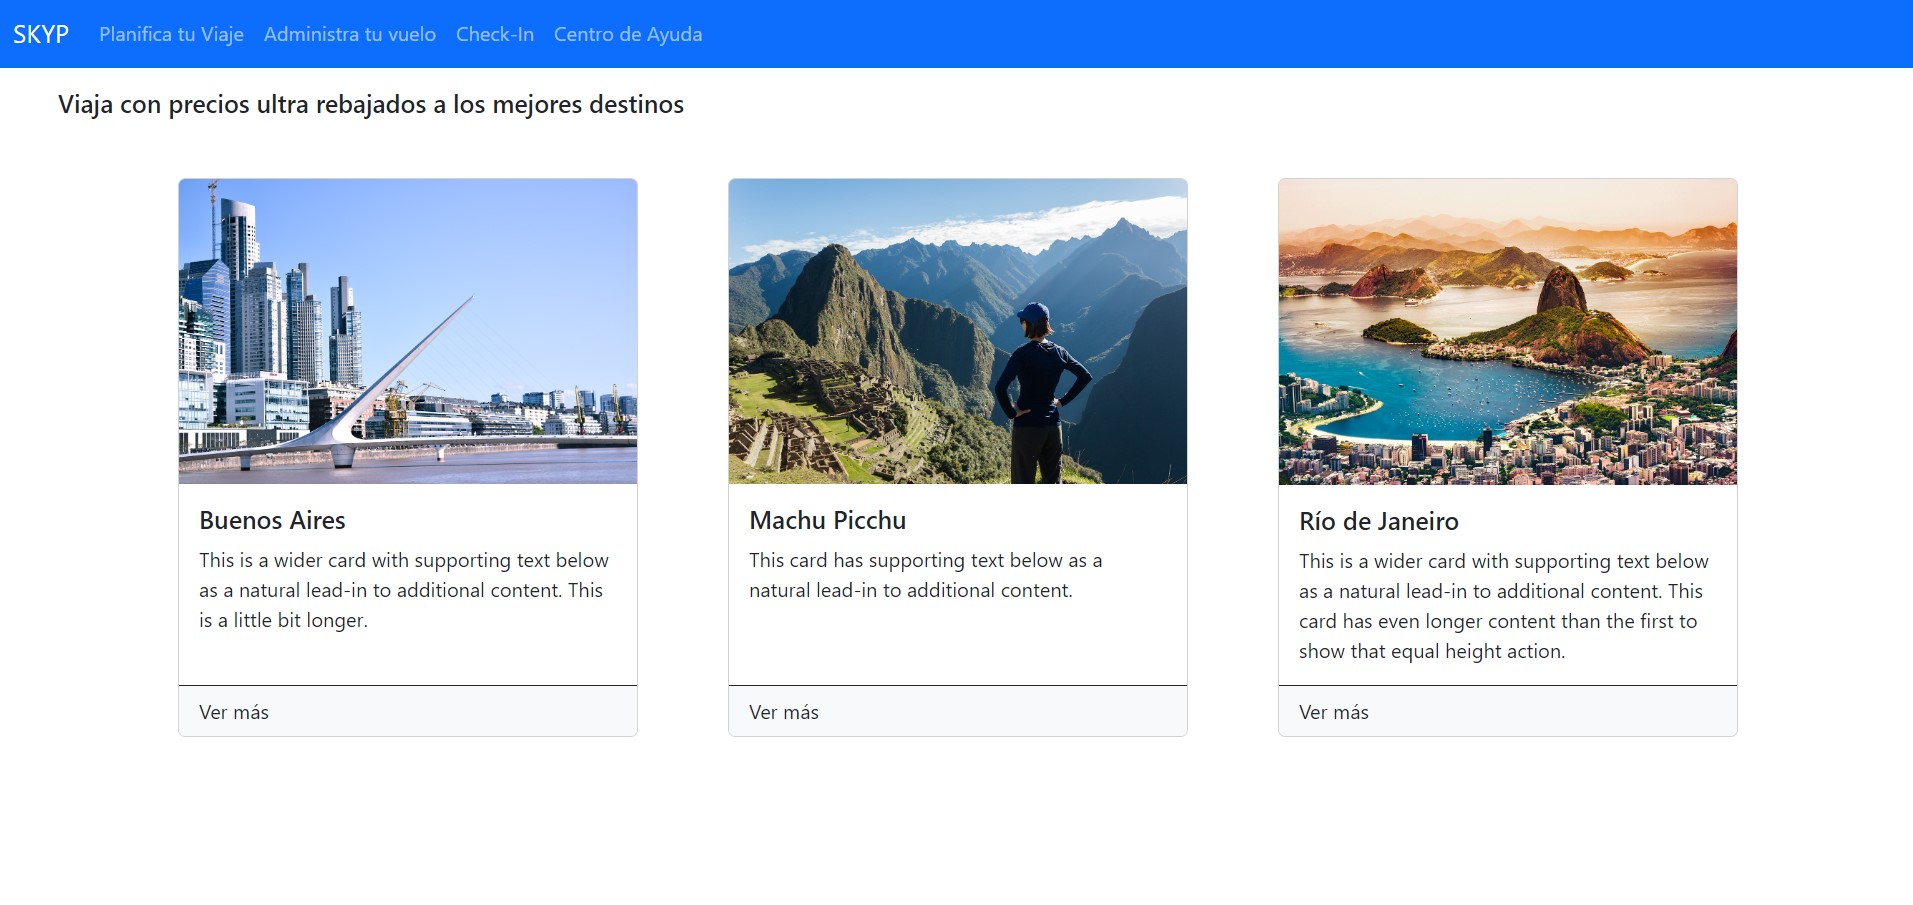 SKYP Planifica tu Viaje Administra tu vuelo Check-In Centro de Ayuda
Viaja con precios ultra rebajados a los mejores destinos
Buenos Aires
This is a wider card with supporting text below
as a natural lead-in to additional content. This
is a little bit longer.
Ver más
Machu Picchu
This card has supporting text below as a
natural lead-in to additional content.
Ver más
Río de Janeiro
This is a wider card with supporting text below
as a natural lead-in to additional content. This
card has even longer content than the first to
show that equal height action.
Ver más